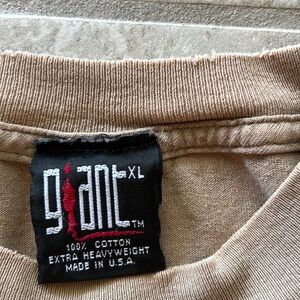 giant XL
TM
100% COTTON
EXTRA HEAVYWEIGHT
MADE IN U.S.A.